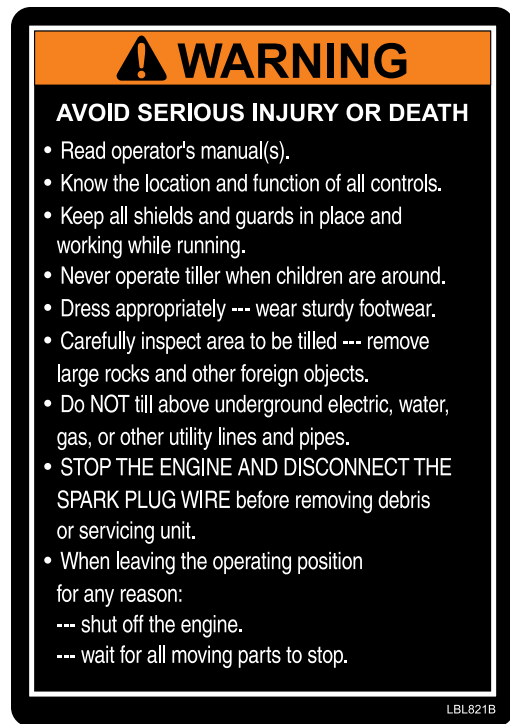 WARNING
AVOID SERIOUS INJURY OR DEATH
• Read operator's manual(s).
• Know the location and function of all controls.
• Keep all shields and guards in place and
working while running.
• Never operate tiller when children are around.
• Dress appropriately --- wear sturdy footwear.
• Carefully inspect area to be tilled --- remove
large rocks and other foreign objects.
• Do NOT till above underground electric, water,
gas, or other utility lines and pipes.
• STOP THE ENGINE AND DISCONNECT THE
SPARK PLUG WIRE before removing debris
or servicing unit.
• When leaving the operating position
for any reason:
--- shut off the engine.
--- wait for all moving parts to stop.
LBL821B